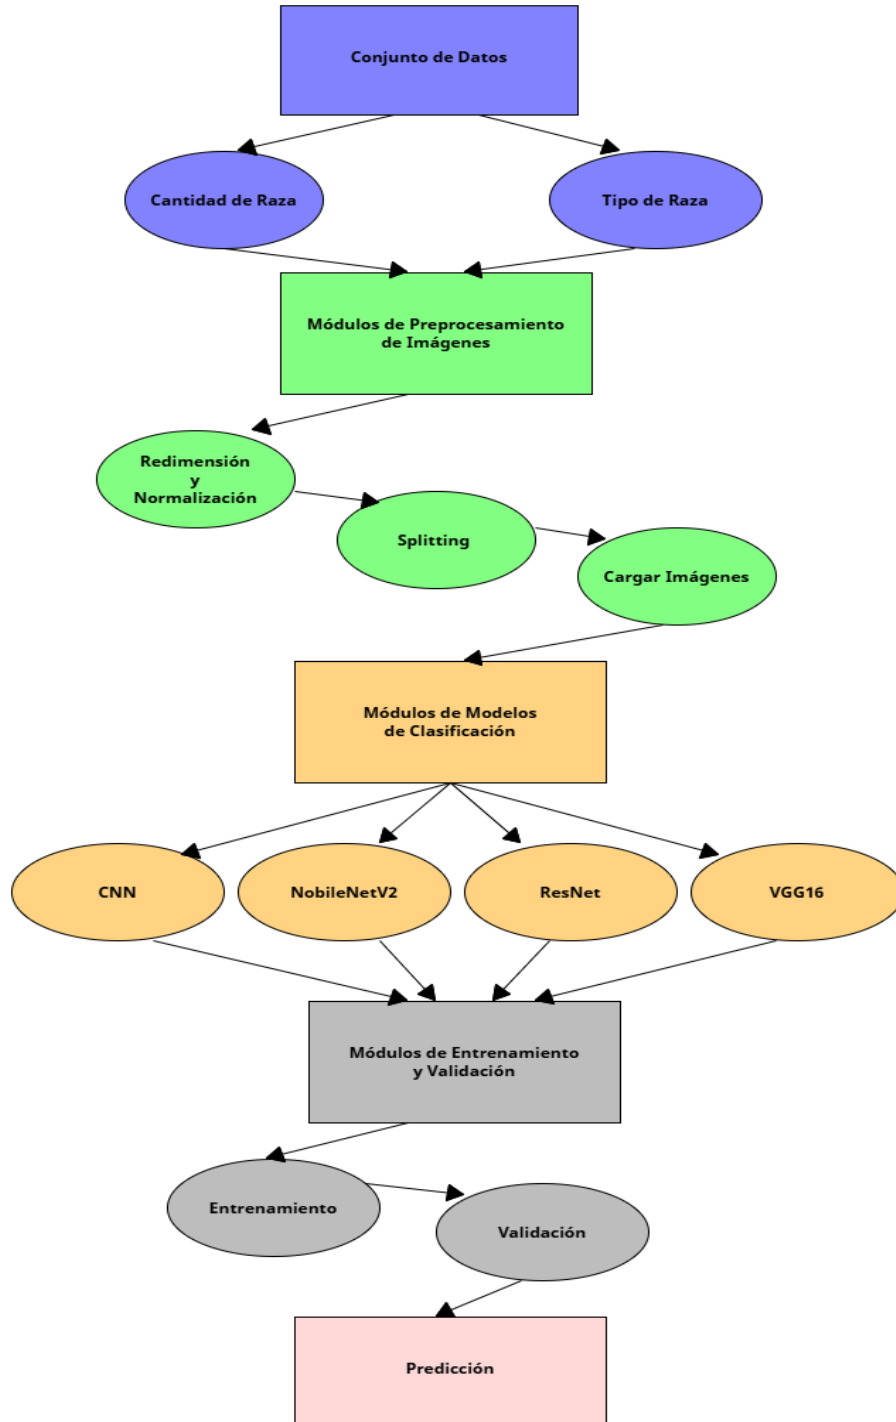 Conjunto de Datos
Cantidad de Raza
Tipo de Raza
Módulos de Preprocesamiento
de Imágenes
Redimensión
y
Normalización
Splitting
Cargar Imágenes
Módulos de Modelos
de Clasificación
CNN
NobileNetV2
ResNet
VGG16
Módulos de Entrenamiento
y Validación
Entrenamiento
Validación
Predicción